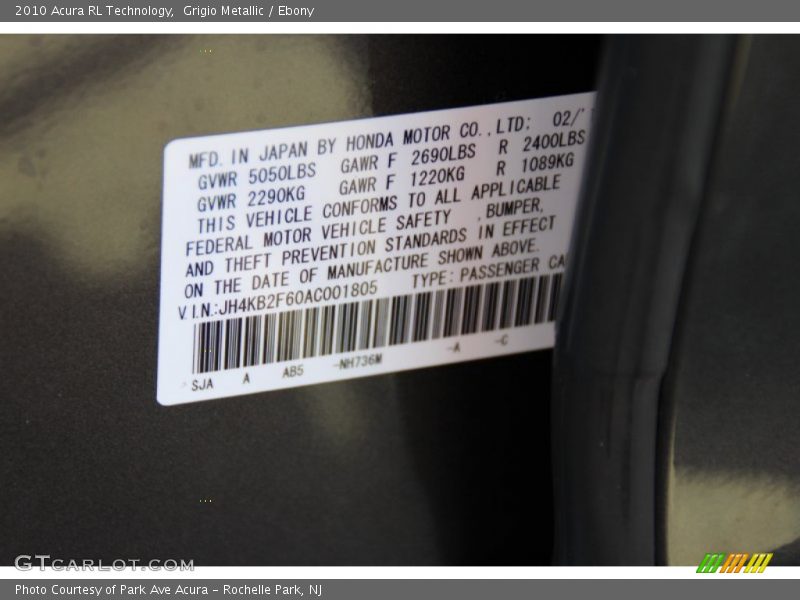 2010 Acura RL Technology, Grigio Metallic / Ebony
MFD. IN JAPAN BY HONDA MOTOR CO.,LTD: 02/'
GVWR 5050LBS GAWR F 2690LBS R 2400LBS
GVWR 2290KG GAWR F 1220KG R 1089KG
THIS VEHICLE CONFORMS TO ALL APPLICABLE
FEDERAL MOTOR VEHICLE SAFETY ,BUMPER,
AND THEFT PREVENTION STANDARDS IN EFFECT
ON THE DATE OF MANUFACTURE SHOWN ABOVE.
V.I.N.:JH4KB2F60AC001805 TYPE: PASSENGER CA
SJA A AB5 -NH736M -A -C
GTCARLOT.COM
Photo Courtesy of Park Ave Acura - Rochelle Park, NJ